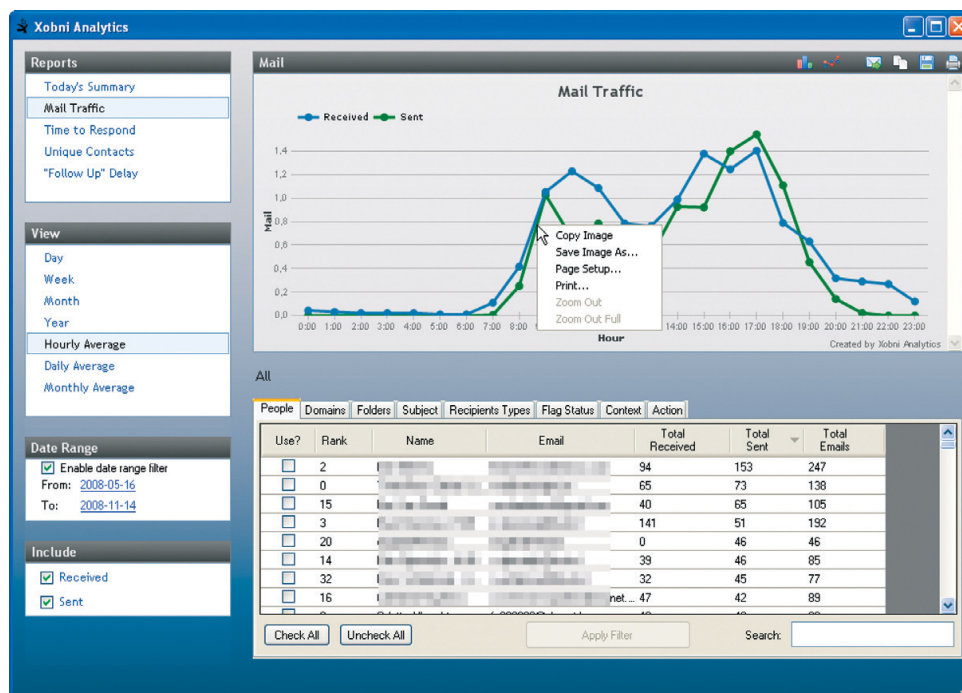 Xobni Analytics
Reports
Today's Summary
Mail Traffic
Time to Respond
Unique Contacts
"Follow Up" Delay
View
Day
Week
Month
Year
Hourly Average
Daily Average
Monthly Average
Date Range
Enable date range filter
From: 2008-05-16
To: 2008-11-14
Include
Received
Sent
Mail
Mail Traffic
Received Sent
1,4
1,2
1,0
0,8
0,6
0,4
0,2
0,0
Mail
0:00 1:00 2:00 3:00 4:00 5:00 6:00 7:00 8:00 14:00 15:00 16:00 17:00 19:00 20:00 21:00 22:00 23:00
Hour
Created by Xobni Analytics
Copy Image
Save Image As...
Page Setup...
Print...
Zoom Out
Zoom Out Full
All
People Domains Folders Subject Recipients Types Flag Status Context Action
Use? Rank Name Email Total Received Total Sent Total Emails
2 94 153 247
0 65 73 138
15 40 65 105
3 141 51 192
20 0 46 46
14 39 46 85
32 32 45 77
16 net... 47 42 89
Check All Uncheck All Apply Filter Search: